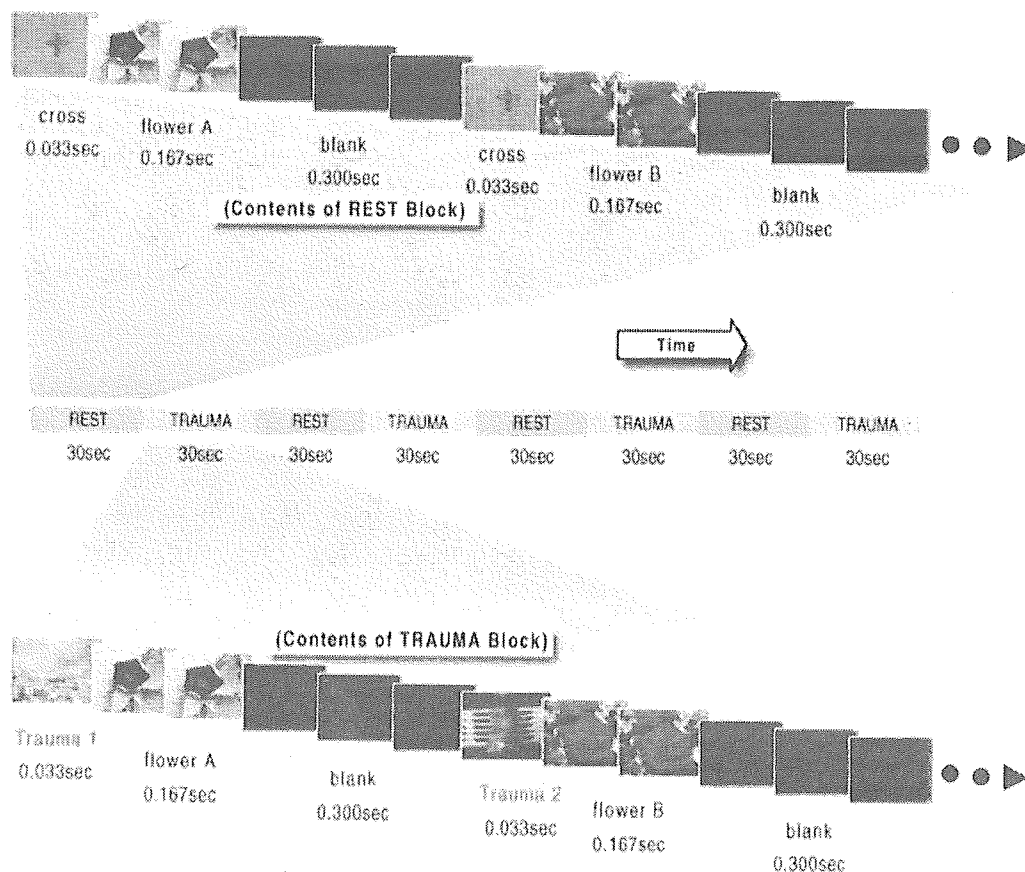 cross
0.033sec
flower A
0.167sec
blank
0.300sec
cross
0.033sec
flower B
0.167sec
blank
0.300sec
(Contents of REST Block)
Time
REST TRAUMA REST TRAUMA REST TRAUMA REST TRAUMA
30sec 30sec 30sec 30sec 30sec 30sec 30sec 30sec
(Contents of TRAUMA Block)
Trauma 1
0.033sec
flower A
0.167sec
blank
0.300sec
Trauma 2
0.033sec
flower B
0.167sec
blank
0.300sec